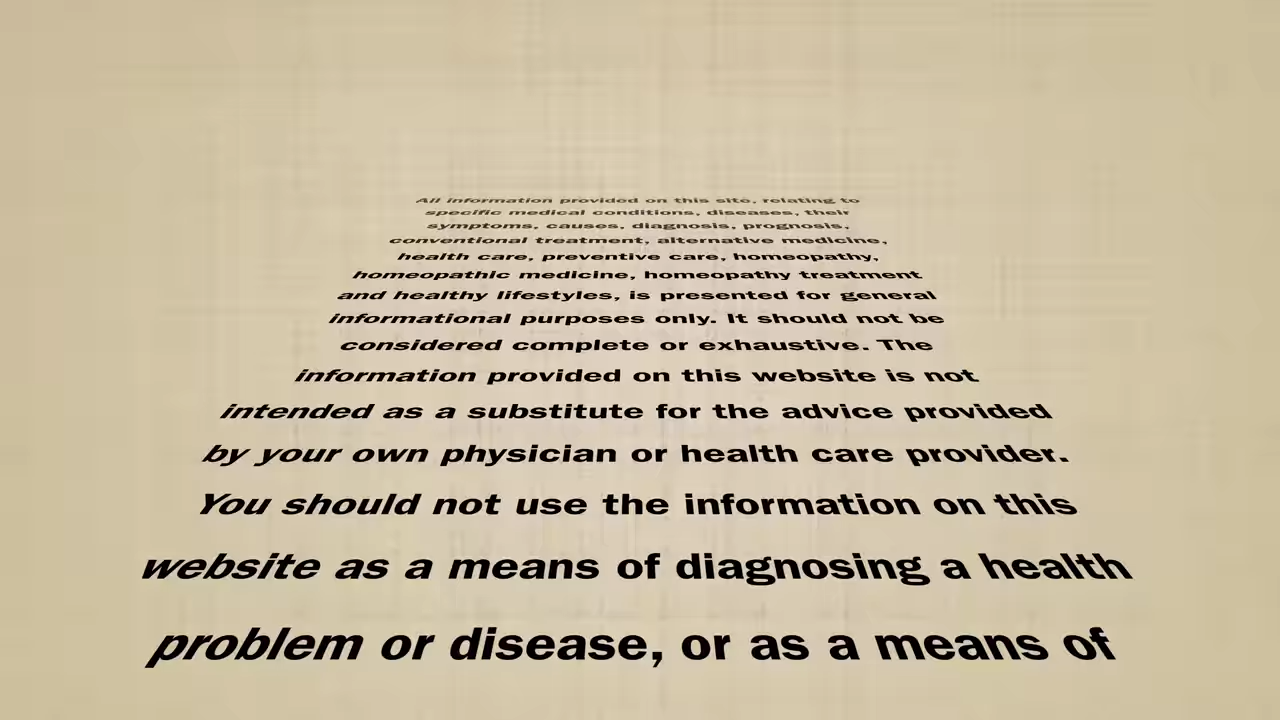 All information provided on this site, relating to
specific medical conditions, diseases, their
symptoms, causes, diagnosis, prognosis,
conventional treatment, alternative medicine,
health care, preventive care, homeopathy,
homeopathic medicine, homeopathy treatment
and healthy lifestyles, is presented for general
informational purposes only. It should not be
considered complete or exhaustive. The
information provided on this website is not
intended as a substitute for the advice provided
by your own physician or health care provider.
You should not use the information on this
website as a means of diagnosing a health
problem or disease, or as a means of